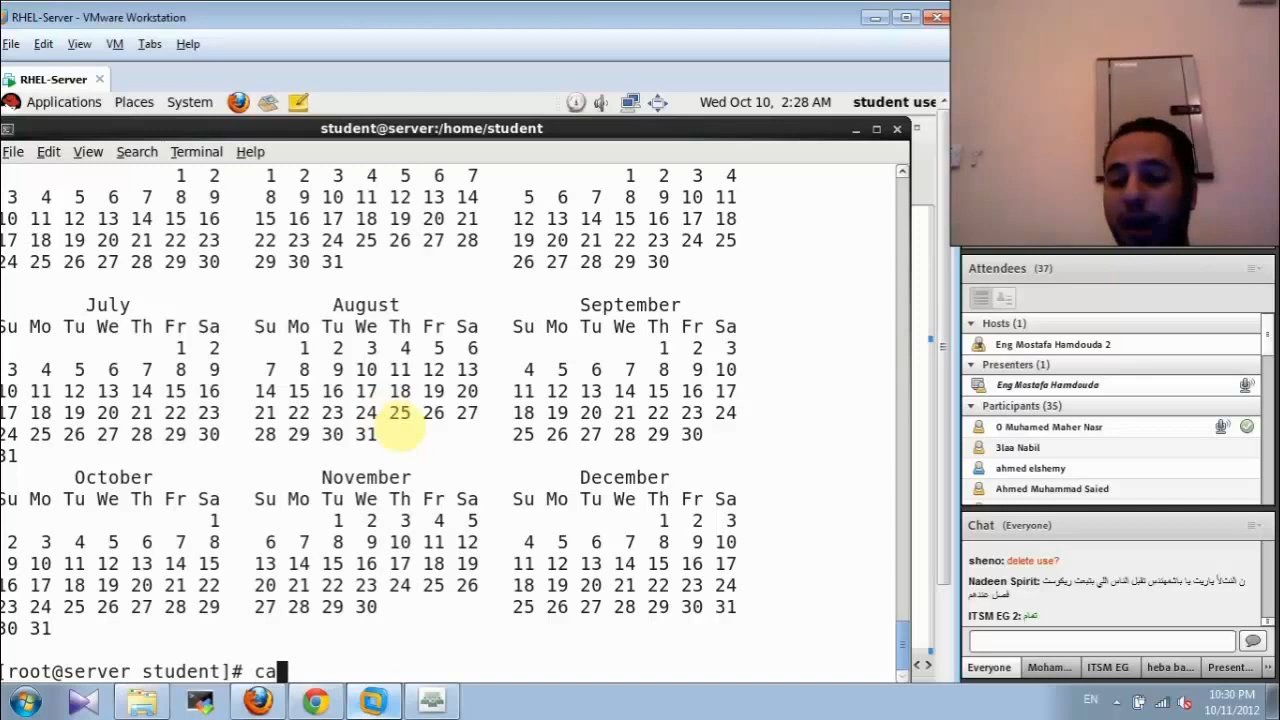 RHEL-Server - VMware Workstation
File Edit View VM Tabs Help
RHEL-Server
Applications Places System Wed Oct 10, 2:28 AM student use
student@server:/home/student
File Edit View Search Terminal Help
1 2 1 2 3 4 5 6 7 1 2 3 4
3 4 5 6 7 8 9 8 9 10 11 12 13 14 5 6 7 8 9 10 11
10 11 12 13 14 15 16 15 16 17 18 19 20 21 12 13 14 15 16 17 18
17 18 19 20 21 22 23 22 23 24 25 26 27 28 19 20 21 22 23 24 25
24 25 26 27 28 29 30 29 30 31 26 27 28 29 30
July August September
Su Mo Tu We Th Fr Sa Su Mo Tu We Th Fr Sa Su Mo Tu We Th Fr Sa
1 2 1 2 3 4 5 6 1 2 3
3 4 5 6 7 8 9 7 8 9 10 11 12 13 4 5 6 7 8 9 10
10 11 12 13 14 15 16 14 15 16 17 18 19 20 11 12 13 14 15 16 17
17 18 19 20 21 22 23 21 22 23 24 25 26 27 18 19 20 21 22 23 24
24 25 26 27 28 29 30 28 29 30 31 25 26 27 28 29 30
31
October November December
Su Mo Tu We Th Fr Sa Su Mo Tu We Th Fr Sa Su Mo Tu We Th Fr Sa
1 1 2 3 4 5 1 2 3
2 3 4 5 6 7 8 6 7 8 9 10 11 12 4 5 6 7 8 9 10
9 10 11 12 13 14 15 13 14 15 16 17 18 19 11 12 13 14 15 16 17
16 17 18 19 20 21 22 20 21 22 23 24 25 26 18 19 20 21 22 23 24
23 24 25 26 27 28 29 27 28 29 30 25 26 27 28 29 30 31
30 31
[root@server student]# ca
Attendees (37)
Hosts (1)
Eng Mostafa Hamdouda 2
Presenters (1)
Eng Mostafa Hamdouda
Participants (35)
0 Muhamed Maher Nasr
3laa Nabil
ahmed elshemy
Ahmed Muhammad Saied
Chat (Everyone)
sheno: delete use?
Nadeen Spirit: ياريت يا باشمهندس تقبل الناس اللي بتبعت ريكوست
فصل عندهم
ITSM EG 2: تمام
Everyone Moham... ITSM EG heba ba... Present...
EN 10:30 PM
10/11/2012